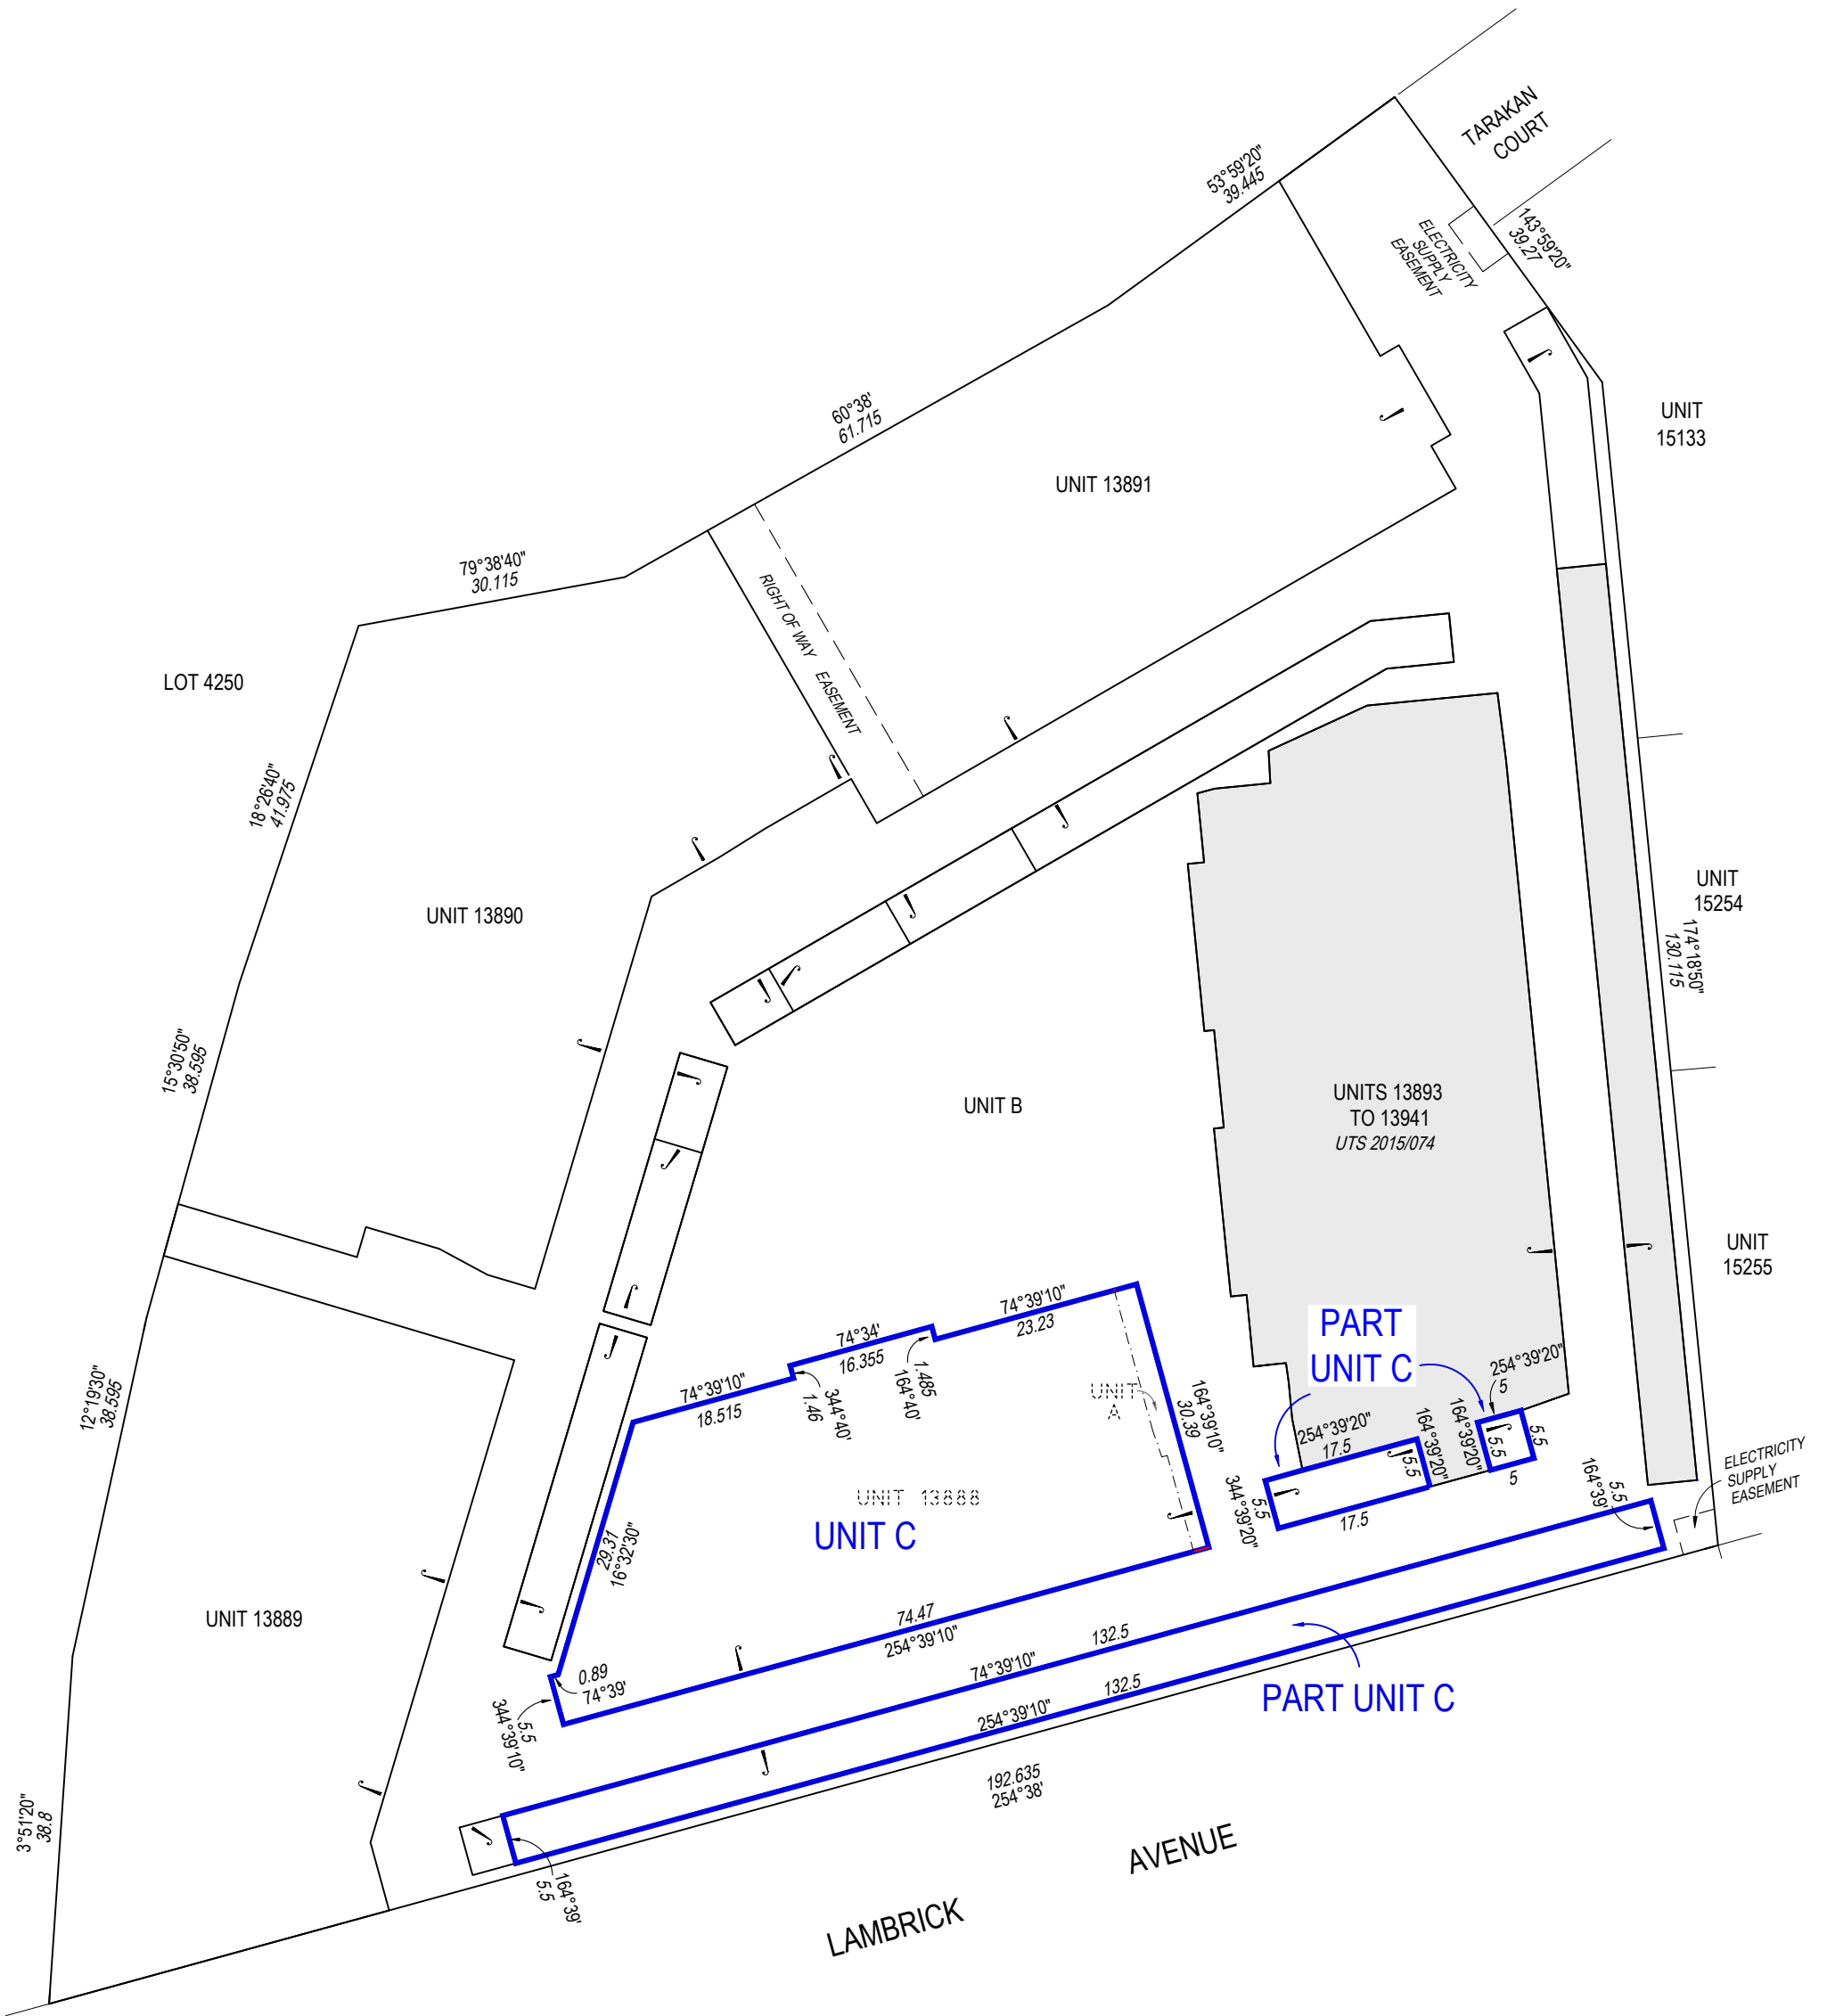 TARAKAN
COURT
53°59'20"
39.445
ELECTRICITY
SUPPLY
EASEMENT
143°59'20"
39.27
60°38'
61.715
UNIT
15133
UNIT 13891
79°38'40"
30.115
RIGHT OF WAY EASEMENT
LOT 4250
18°26'40"
41.975
UNIT 13890
UNIT
15254
174°18'50"
130.115
15°30'50"
38.595
UNIT B
UNITS 13893
TO 13941
UTS 2015/074
UNIT
15255
12°19'30"
38.595
74°39'10"
23.23
74°34'
16.355
1.485
164°40'
74°39'10"
18.515
344°40'
1.46
UNIT
A
164°39'10"
30.39
PART
UNIT C
254°39'20"
5
254°39'20"
17.5
164°39'20"
5.5
164°39'20"
5.5
5.5
5
5.5
344°39'20"
17.5
5.5
164°39'
ELECTRICITY
SUPPLY
EASEMENT
UNIT 13888
UNIT C
29.31
16°32'30"
UNIT 13889
74.47
254°39'10"
0.89
74°39'
5.5
344°39'10"
74°39'10"
132.5
254°39'10"
132.5
PART UNIT C
192.635
254°38'
3°51'20"
38.8
164°39'
5.5
LAMBRICK
AVENUE